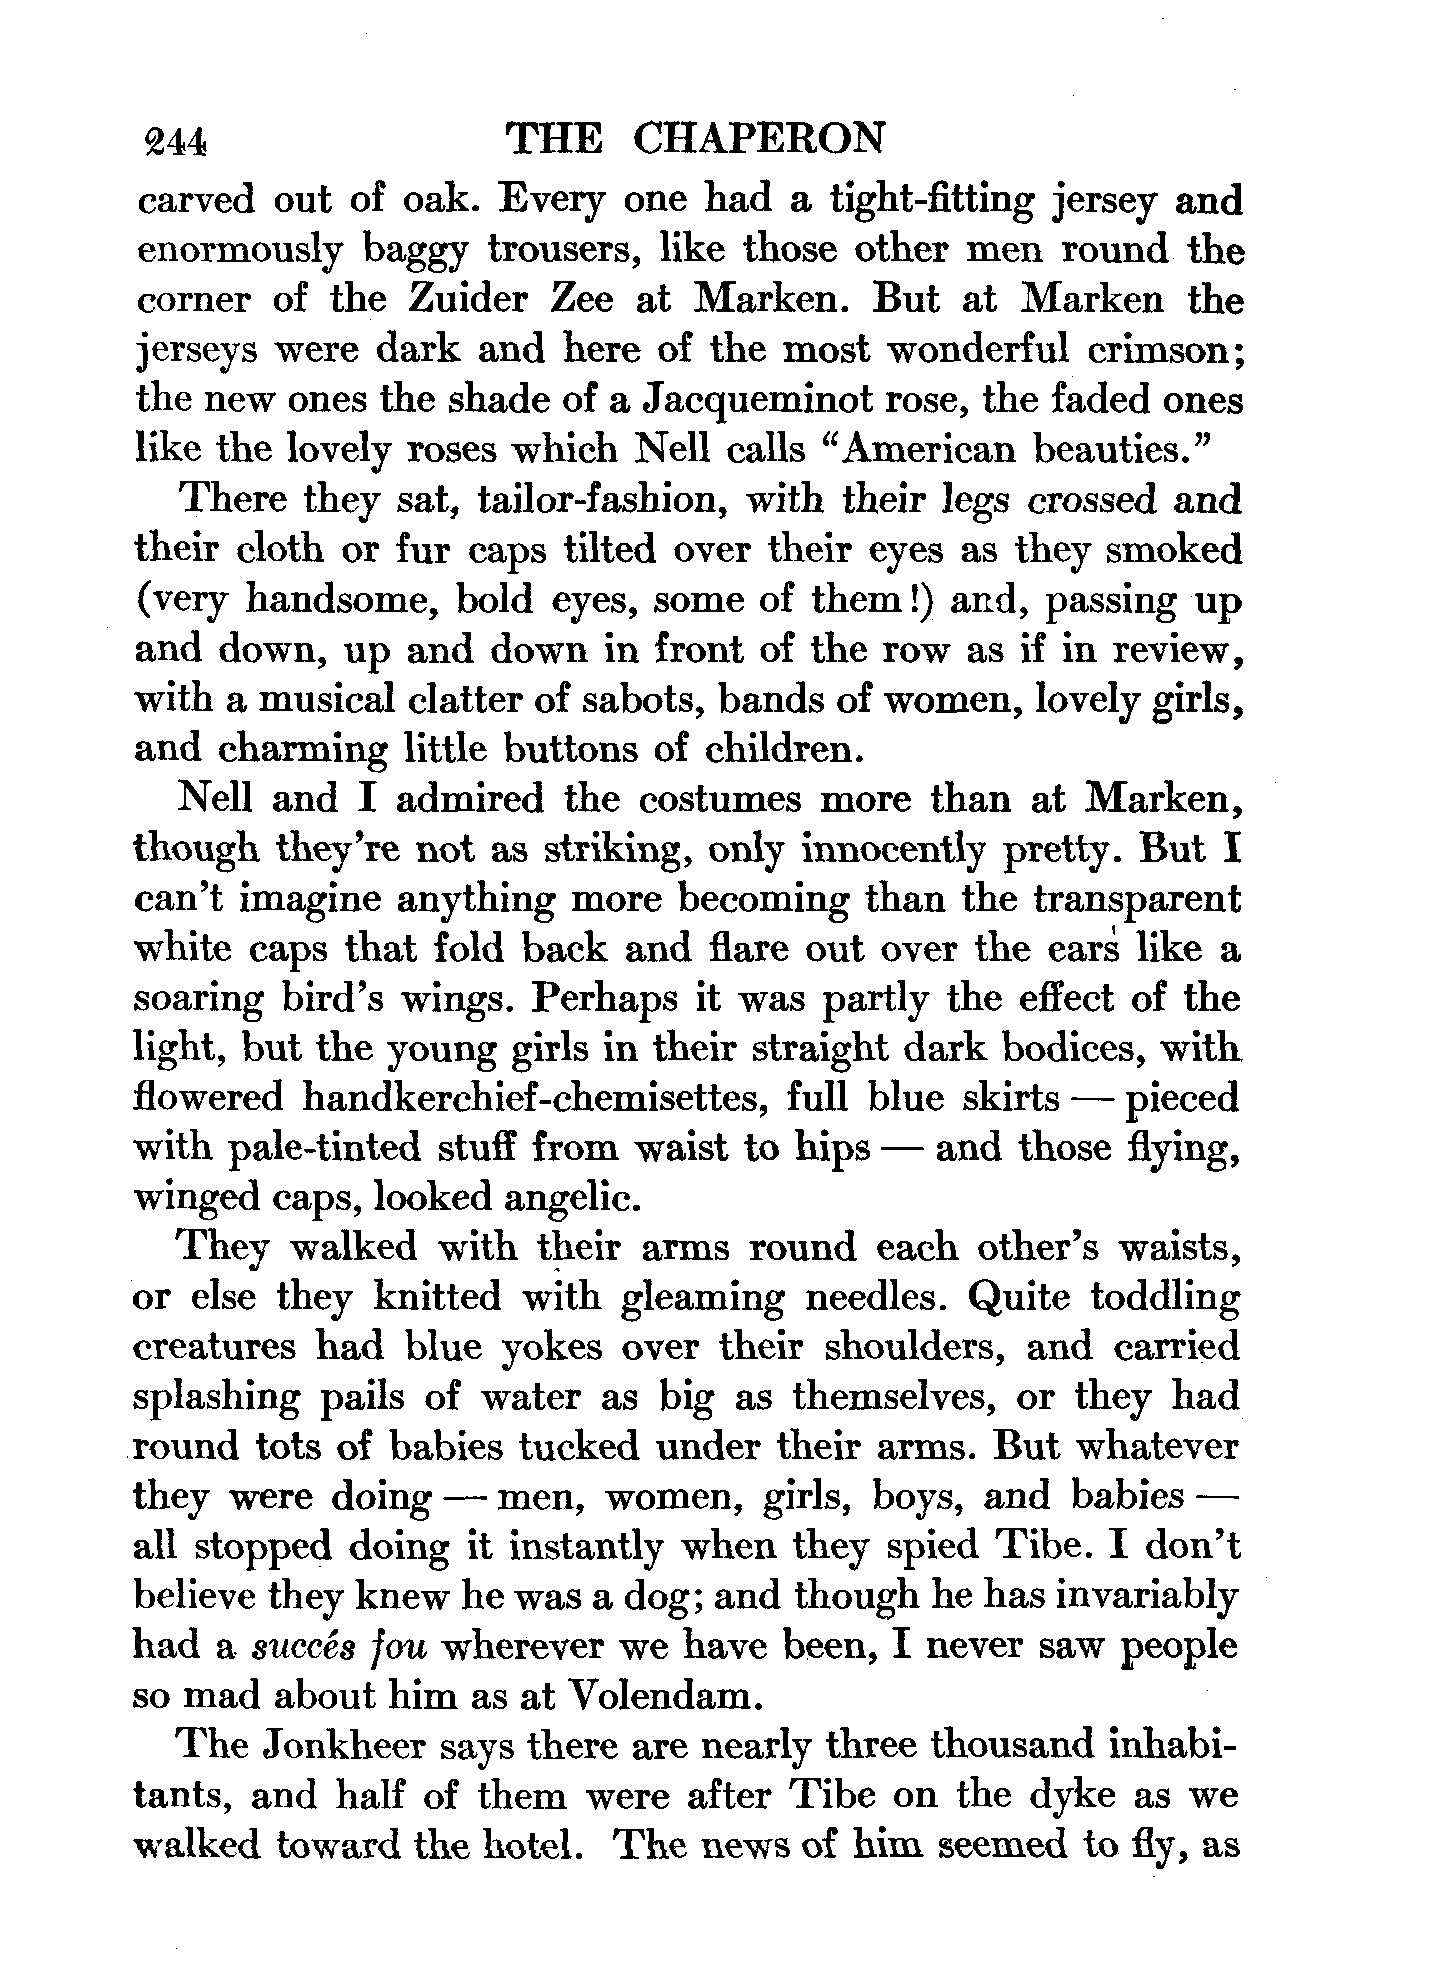 244 THE CHAPERON
carved out of oak. Every one had a tight-fitting jersey and
enormously baggy trousers, like those other men round the
corner of the Zuider Zee at Marken. But at Marken the
jerseys were dark and here of the most wonderful crimson;
the new ones the shade of a Jacqueminot rose, the faded ones
like the lovely roses which Nell calls “American beauties.”
There they sat, tailor-fashion, with their legs crossed and
their cloth or fur caps tilted over their eyes as they smoked
(very handsome, bold eyes, some of them!) and, passing up
and down, up and down in front of the row as if in review,
with a musical clatter of sabots, bands of women, lovely girls,
and charming little buttons of children.
Nell and I admired the costumes more than at Marken,
though they’re not as striking, only innocently pretty. But I
can’t imagine anything more becoming than the transparent
white caps that fold back and flare out over the ears like a
soaring bird’s wings. Perhaps it was partly the effect of the
light, but the young girls in their straight dark bodices, with
flowered handkerchief-chemisettes, full blue skirts — pieced
with pale-tinted stuff from waist to hips — and those flying,
winged caps, looked angelic.
They walked with their arms round each other’s waists,
or else they knitted with gleaming needles. Quite toddling
creatures had blue yokes over their shoulders, and carried
splashing pails of water as big as themselves, or they had
round tots of babies tucked under their arms. But whatever
they were doing — men, women, girls, boys, and babies —
all stopped doing it instantly when they spied Tibe. I don’t
believe they knew he was a dog; and though he has invariably
had a succés fou wherever we have been, I never saw people
so mad about him as at Volendam.
The Jonkheer says there are nearly three thousand inhabi-
tants, and half of them were after Tibe on the dyke as we
walked toward the hotel. The news of him seemed to fly, as